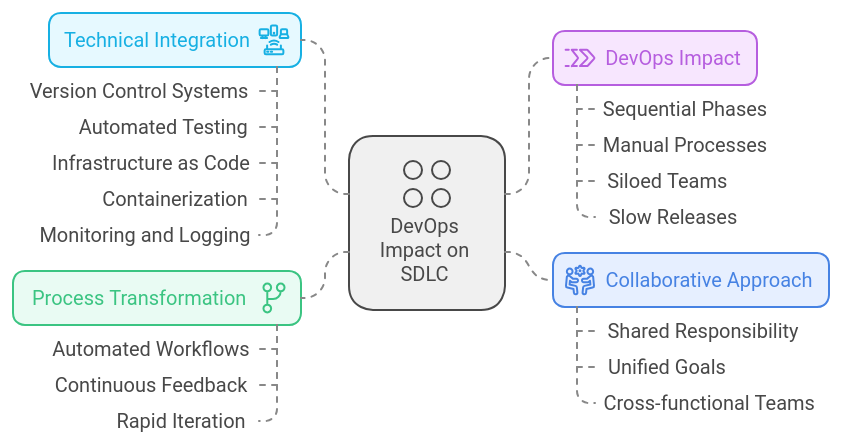 Technical Integration
Version Control Systems
Automated Testing
Infrastructure as Code
Containerization
Monitoring and Logging
Process Transformation
Automated Workflows
Continuous Feedback
Rapid Iteration
DevOps
Impact on
SDLC
DevOps Impact
Sequential Phases
Manual Processes
Siloed Teams
Slow Releases
Collaborative Approach
Shared Responsibility
Unified Goals
Cross-functional Teams